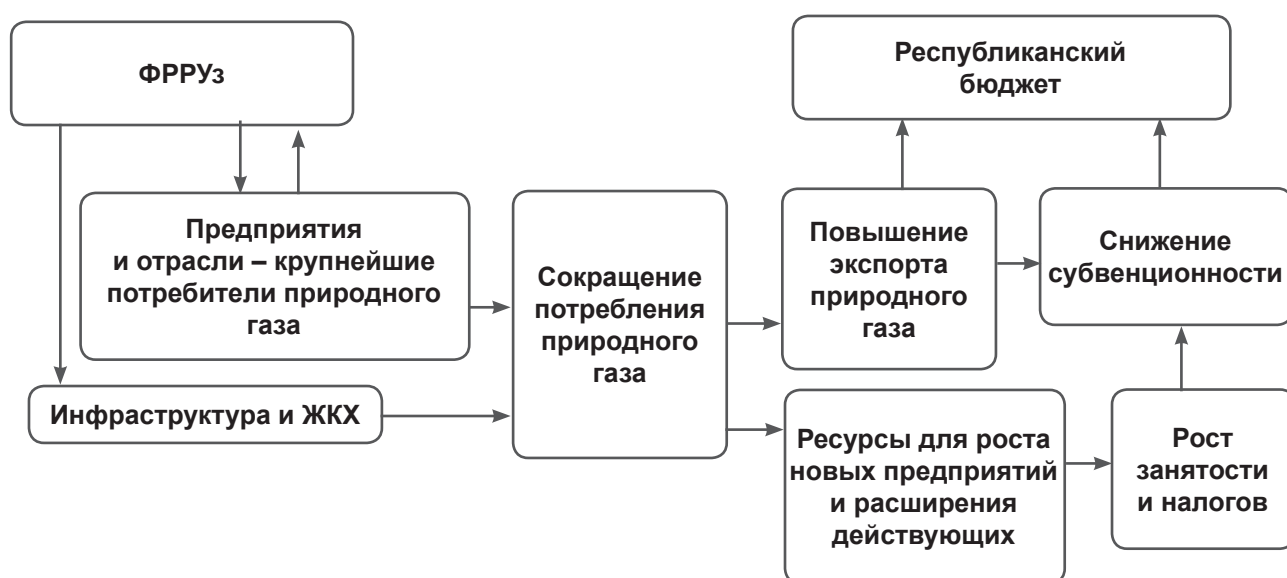 ФРРУз
Республиканский
бюджет
Предприятия
и отрасли – крупнейшие
потребители природного
газа
Сокращение
потребления
природного
газа
Повышение
экспорта
природного
газа
Снижение
субвенционности
Инфраструктура и ЖКХ
Ресурсы для роста
новых предприятий
и расширения
действующих
Рост
занятости
и налогов